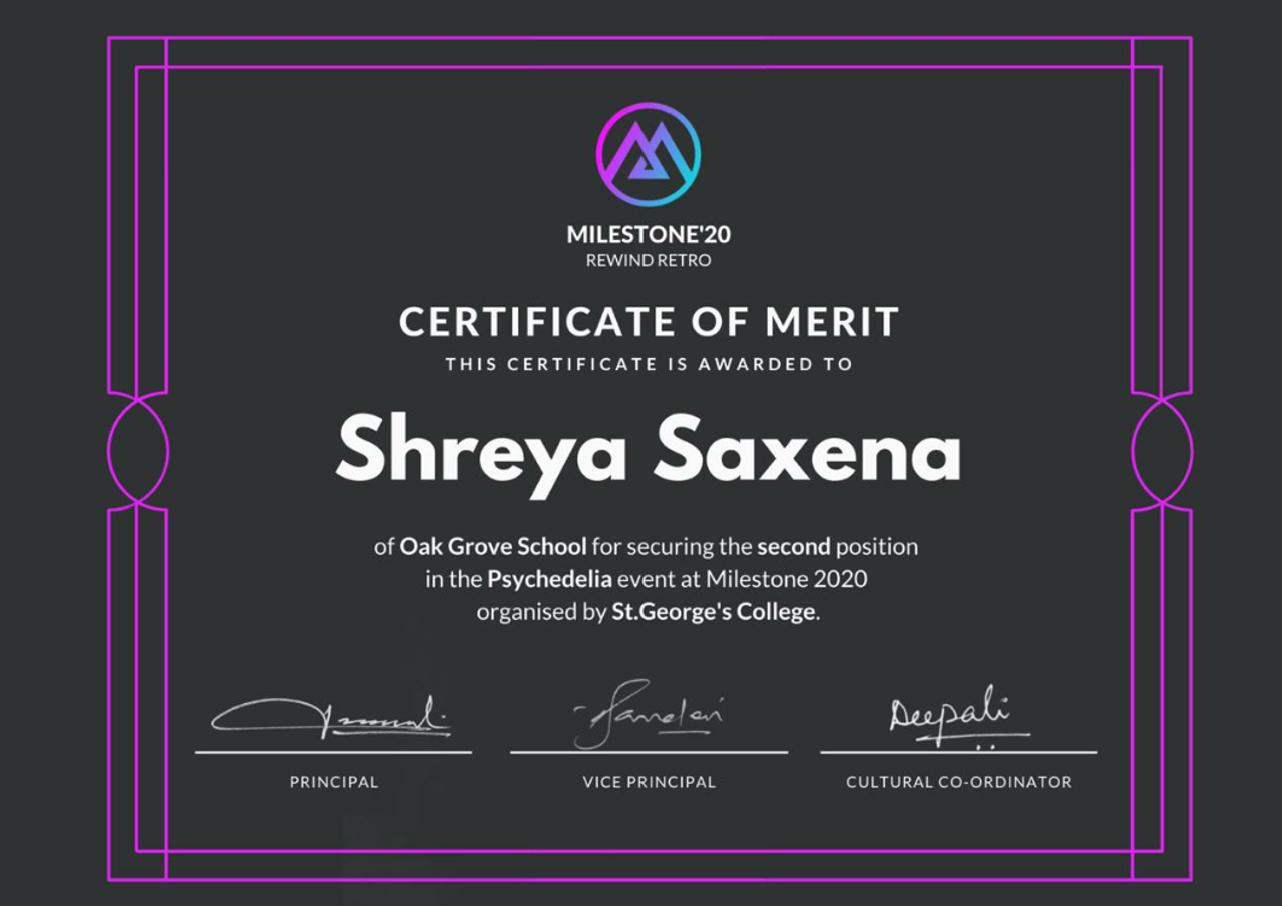 MILESTONE'20
REWIND RETRO
CERTIFICATE OF MERIT
THIS CERTIFICATE IS AWARDED TO
Shreya Saxena
of Oak Grove School for securing the second position
in the Psychedelia event at Milestone 2020
organised by St.George's College.
Deepali
PRINCIPAL VICE PRINCIPAL CULTURAL CO-ORDINATOR